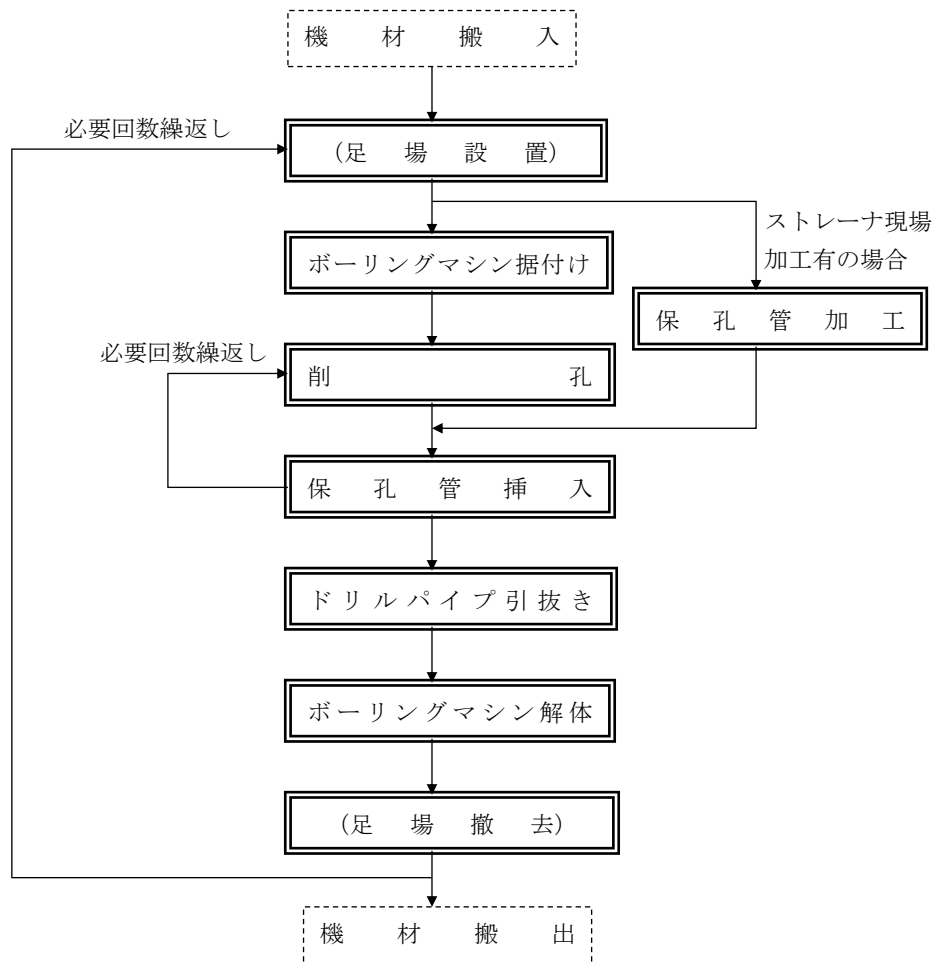 機材搬入
必要回数繰返し
(足場設置)
ストレーナ現場
加工有の場合
ボーリングマシン据付け
保孔管加工
必要回数繰返し
削孔
保孔管挿入
ドリルパイプ引抜き
ボーリングマシン解体
(足場撤去)
機材搬出